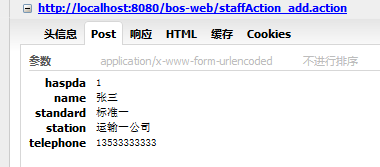 http://localhost:8080/bos-web/staffAction_add.action
头信息 Post 响应 HTML 缓存 Cookies
参数 application/x-www-form-urlencoded 不进行排序
haspda 1
name 张三
standard 标准一
station 运输一公司
telephone 13533333333